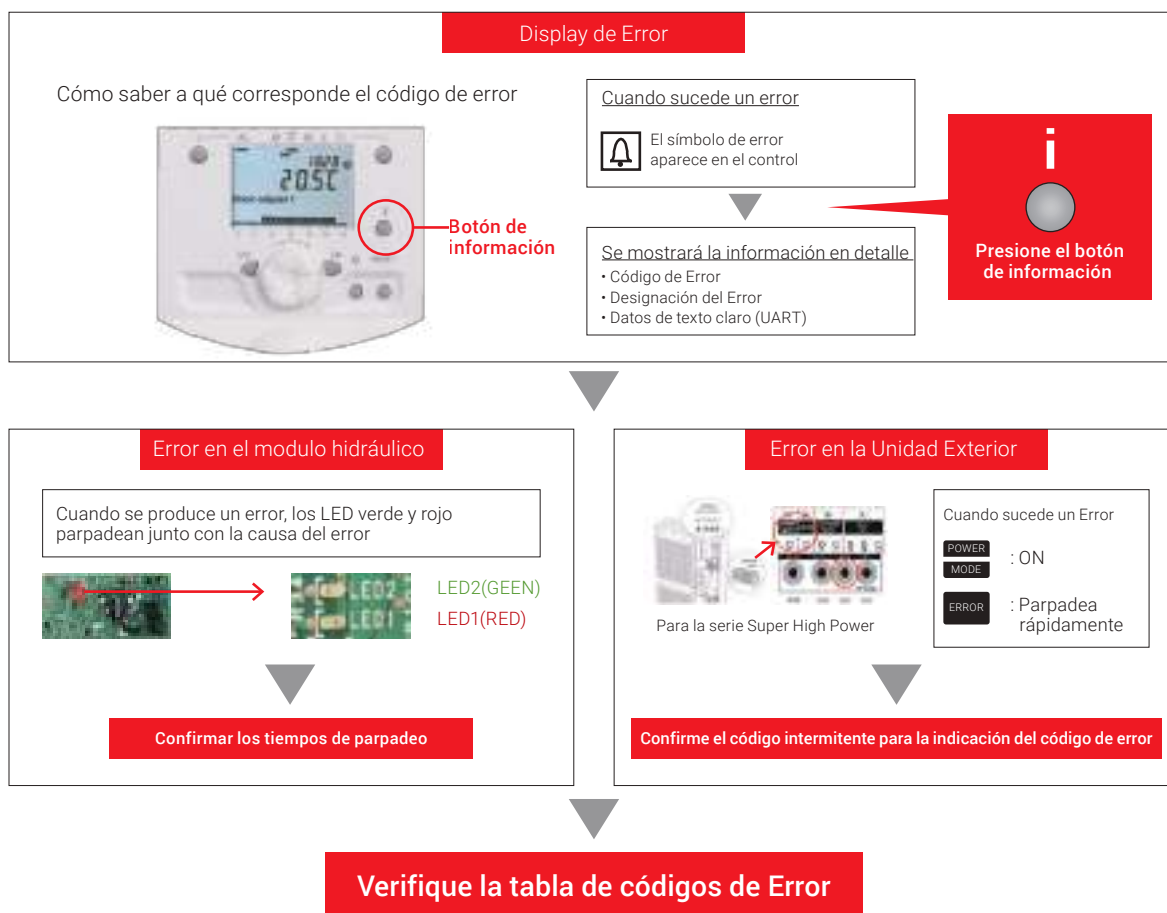 Display de Error
Cómo saber a qué corresponde el código de error
20.5C
Botón de
información
Cuando sucede un error
El símbolo de error
aparece en el control
Se mostrará la información en detalle
• Código de Error
• Designación del Error
• Datos de texto claro (UART)
i
Presione el botón
de información
Error en el modulo hidráulico
Cuando se produce un error, los LED verde y rojo
parpadean junto con la causa del error
LED2
LED1
LED2(GEEN)
LED1(RED)
Confirmar los tiempos de parpadeo
Error en la Unidad Exterior
Para la serie Super High Power
Cuando sucede un Error
POWER
MODE
: ON
ERROR
: Parpadea
rápidamente
Confirme el código intermitente para la indicación del código de error
Verifique la tabla de códigos de Error